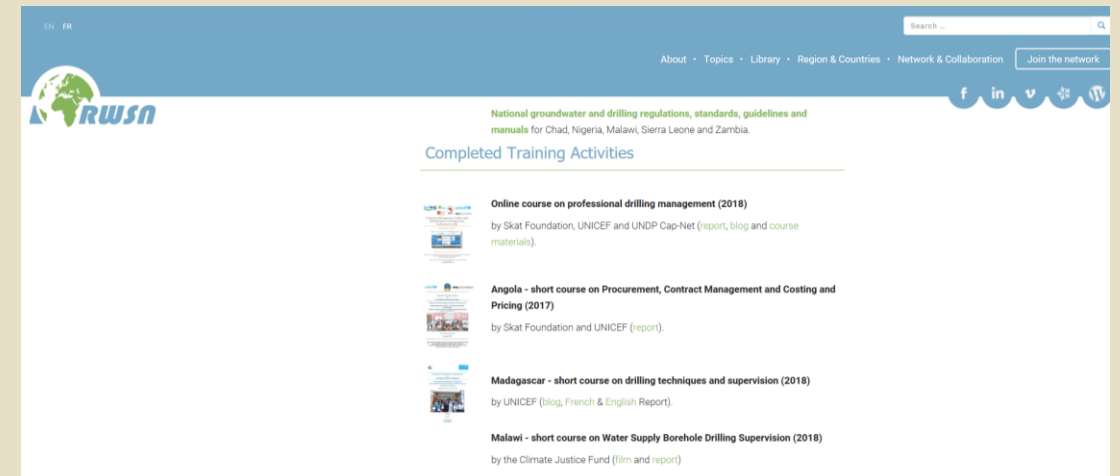 EN FR
Search ...
About • Topics • Library • Region & Countries • Network & Collaboration
Join the network
RWSN
National groundwater and drilling regulations, standards, guidelines and
manuals for Chad, Nigeria, Malawi, Sierra Leone and Zambia.
Completed Training Activities
Online course on professional drilling management (2018)
by Skat Foundation, UNICEF and UNDP Cap-Net (report, blog and course
materials).
Angola - short course on Procurement, Contract Management and Costing and
Pricing (2017)
by Skat Foundation and UNICEF (report).
Madagascar - short course on drilling techniques and supervision (2018)
by UNICEF (blog, French & English Report).
Malawi - short course on Water Supply Borehole Drilling Supervision (2018)
by the Climate Justice Fund (film and report)